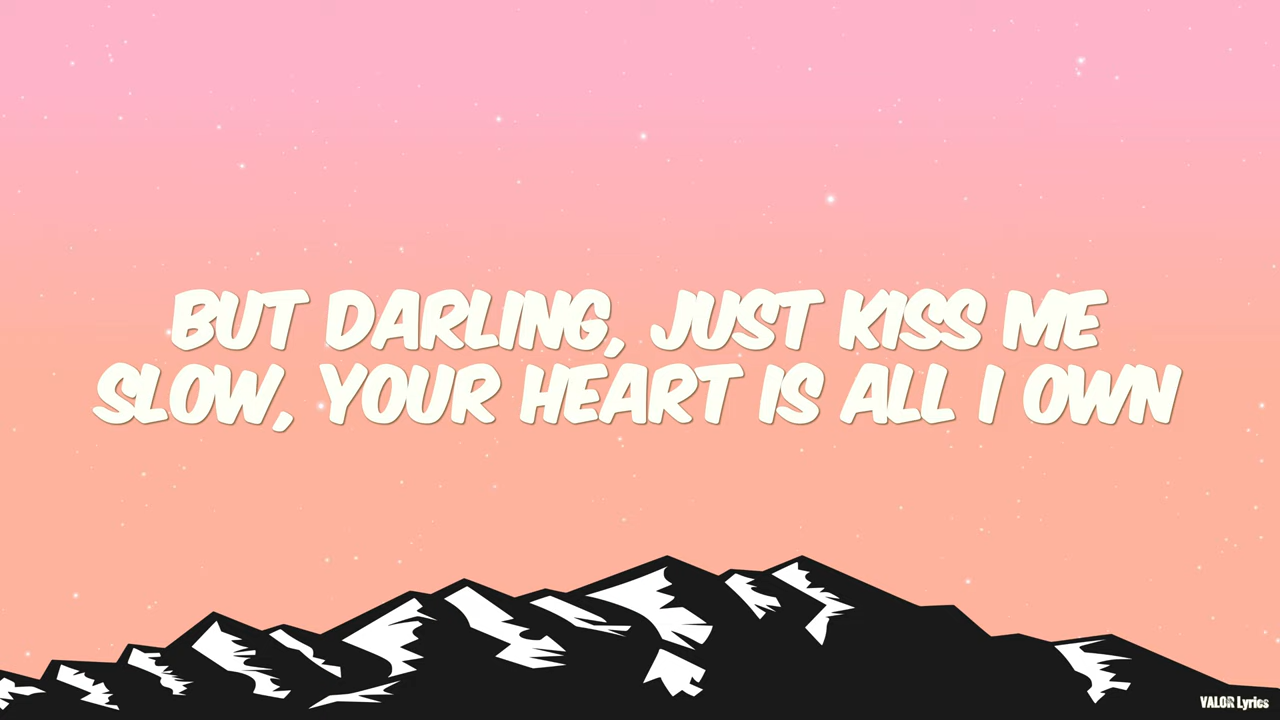 BUT DARLING, JUST KISS ME
SLOW, YOUR HEART IS ALL I OWN
VALOR Lyrics